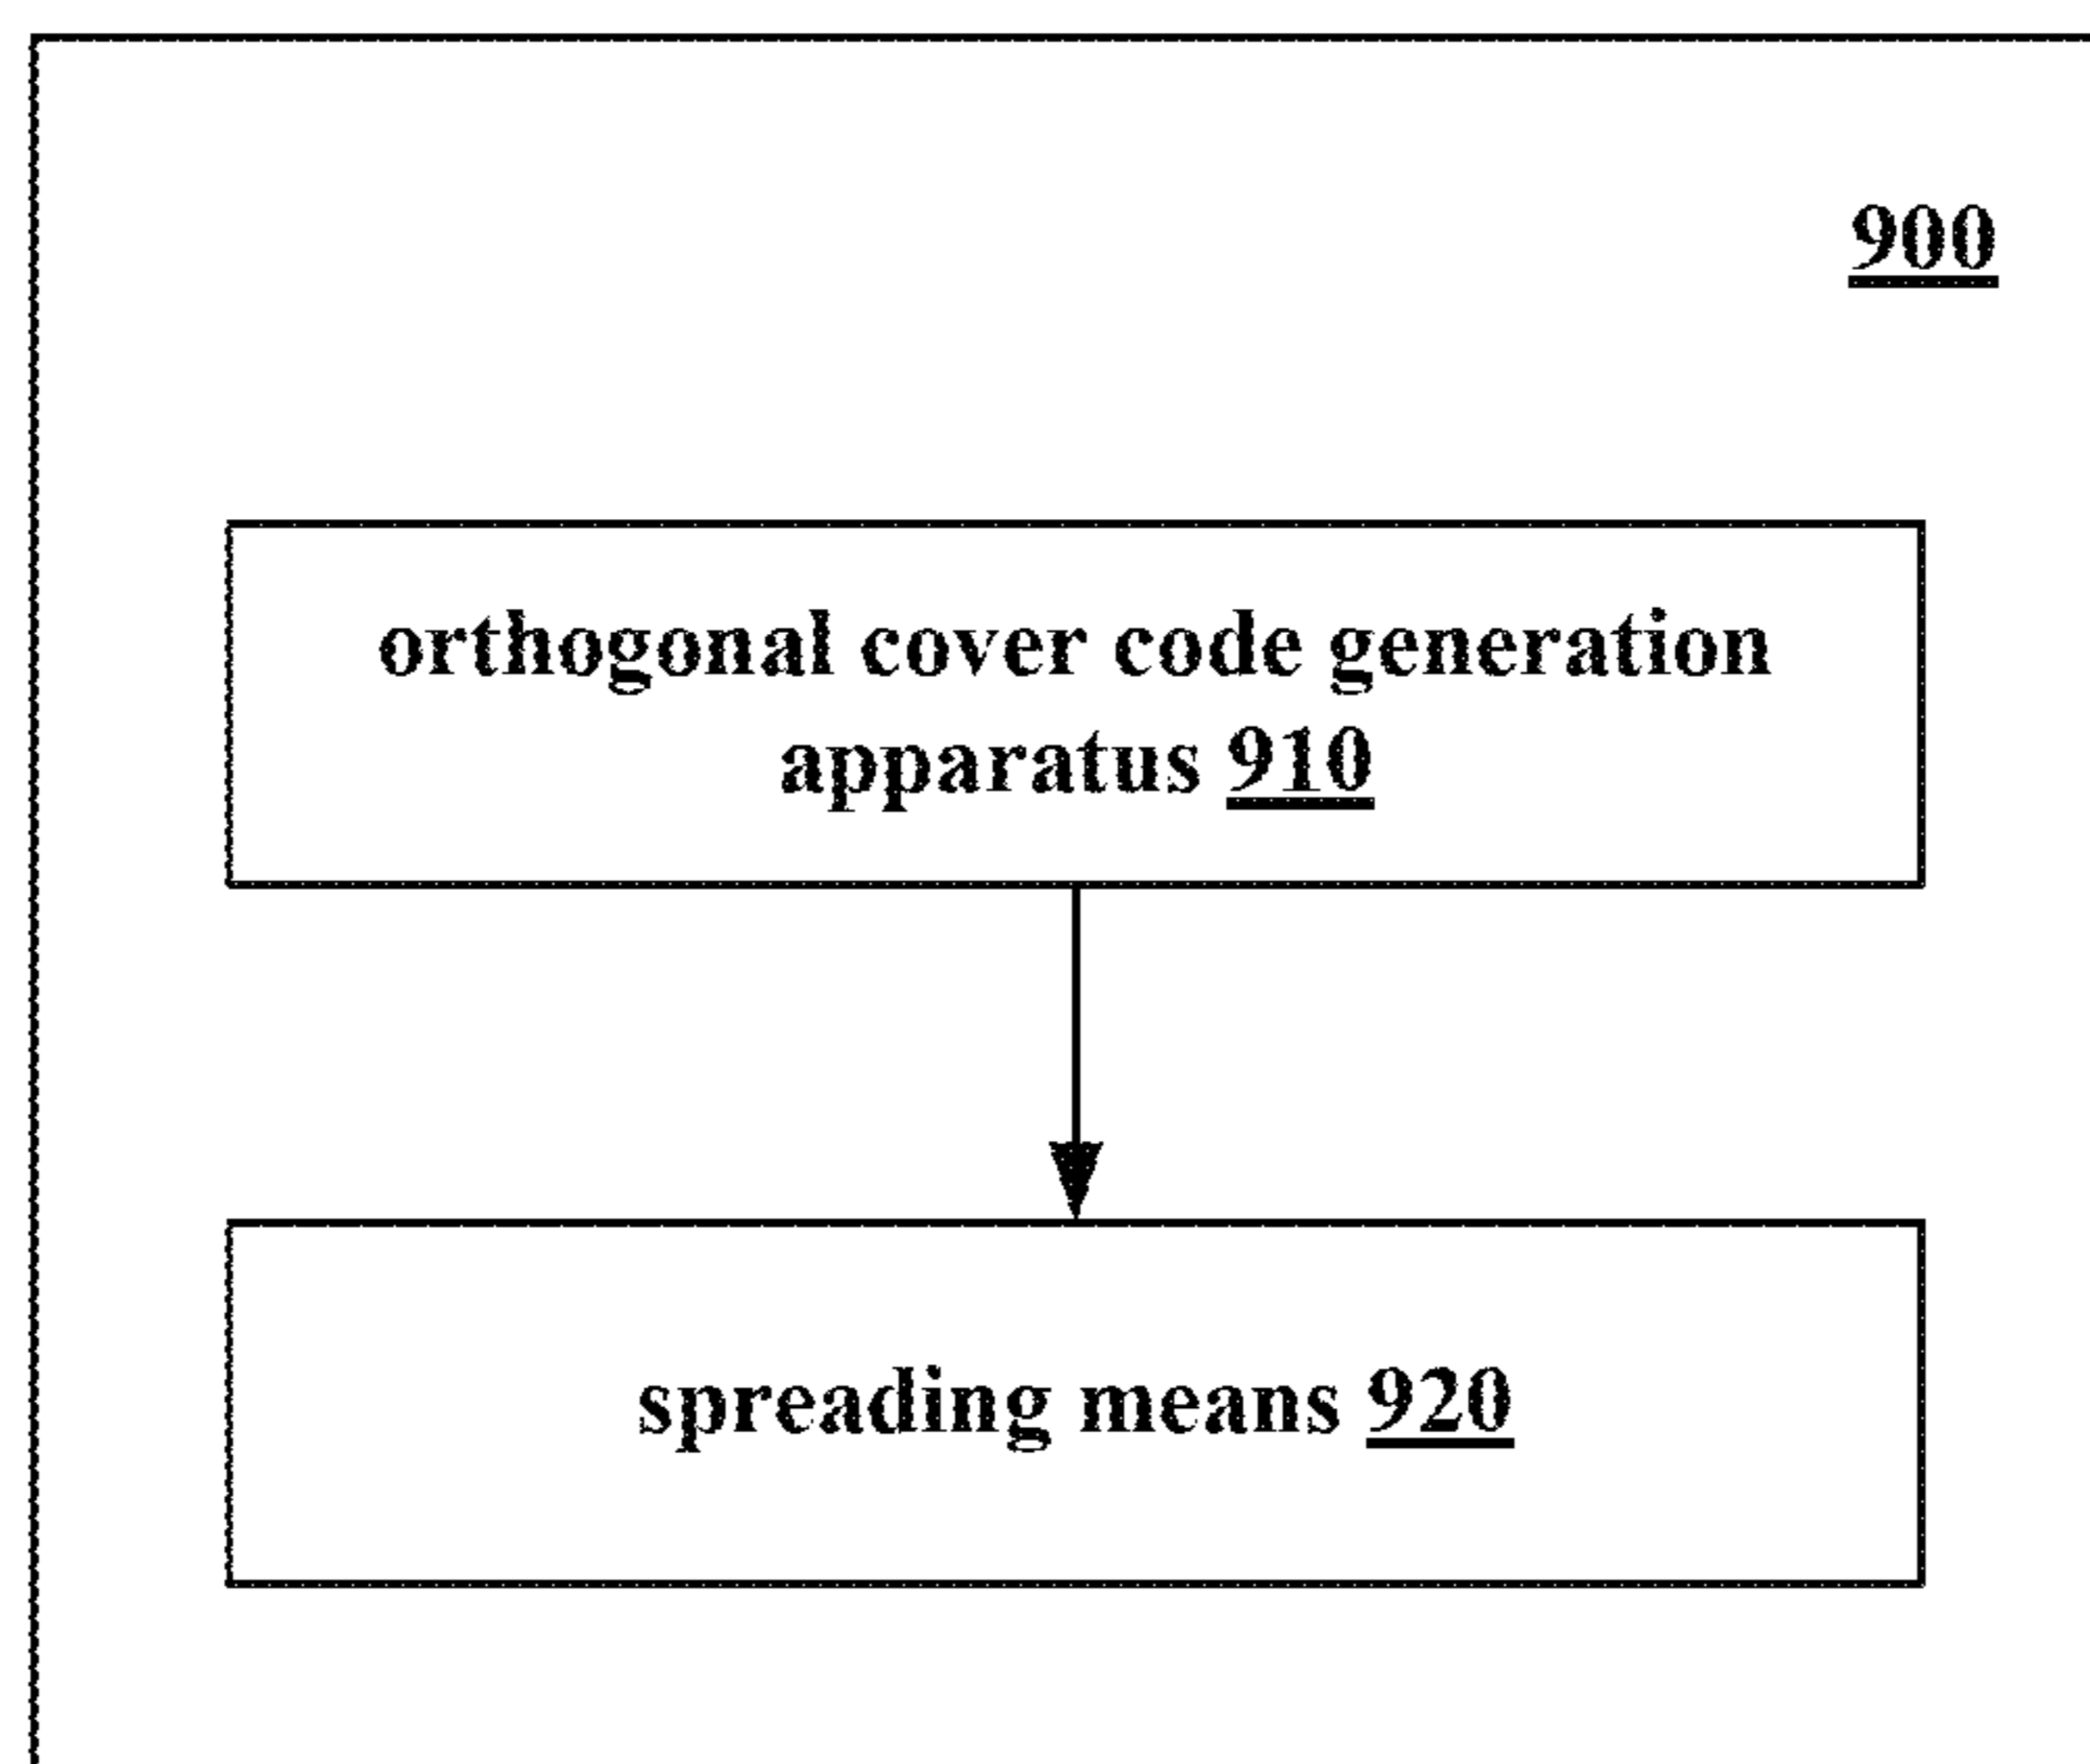 900
orthogonal cover code generation
apparatus 910
spreading means 920